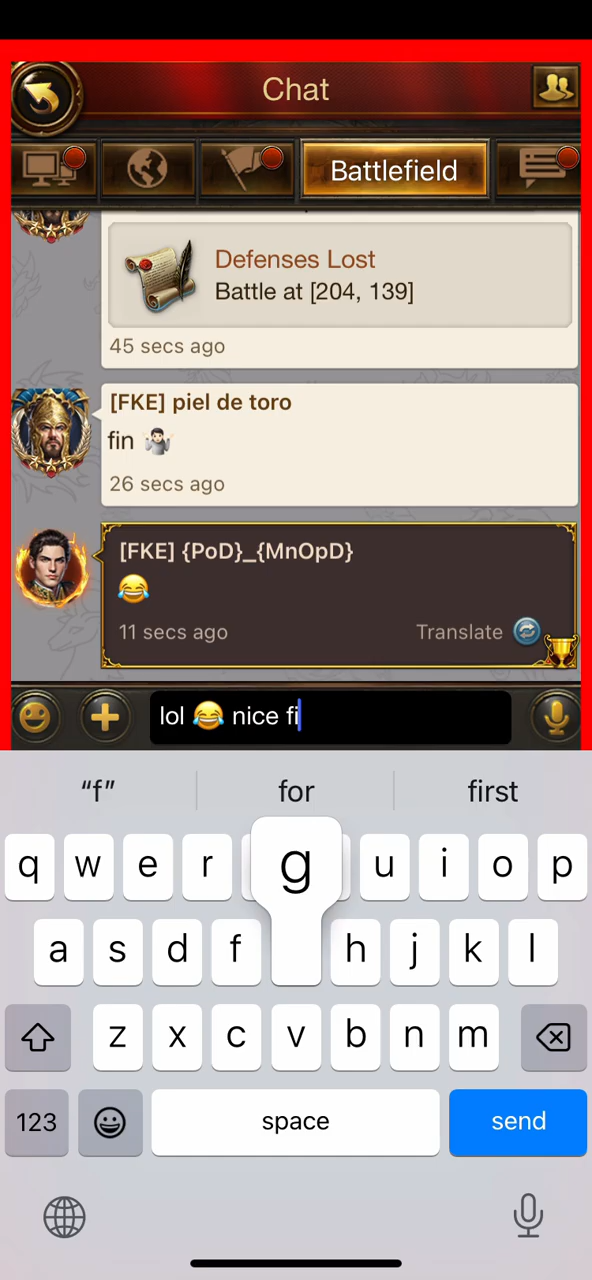 Chat
Battlefield
Defenses Lost
Battle at [204, 139]
45 secs ago
[FKE] piel de toro
fin 🤷🏻‍♂️
26 secs ago
[FKE] {PoD}_{MnOpD}
😂
11 secs ago Translate
lol 😂 nice fi
“f” for first
q w e r g u i o p
a s d f h j k l
z x c v b n m
123 space send